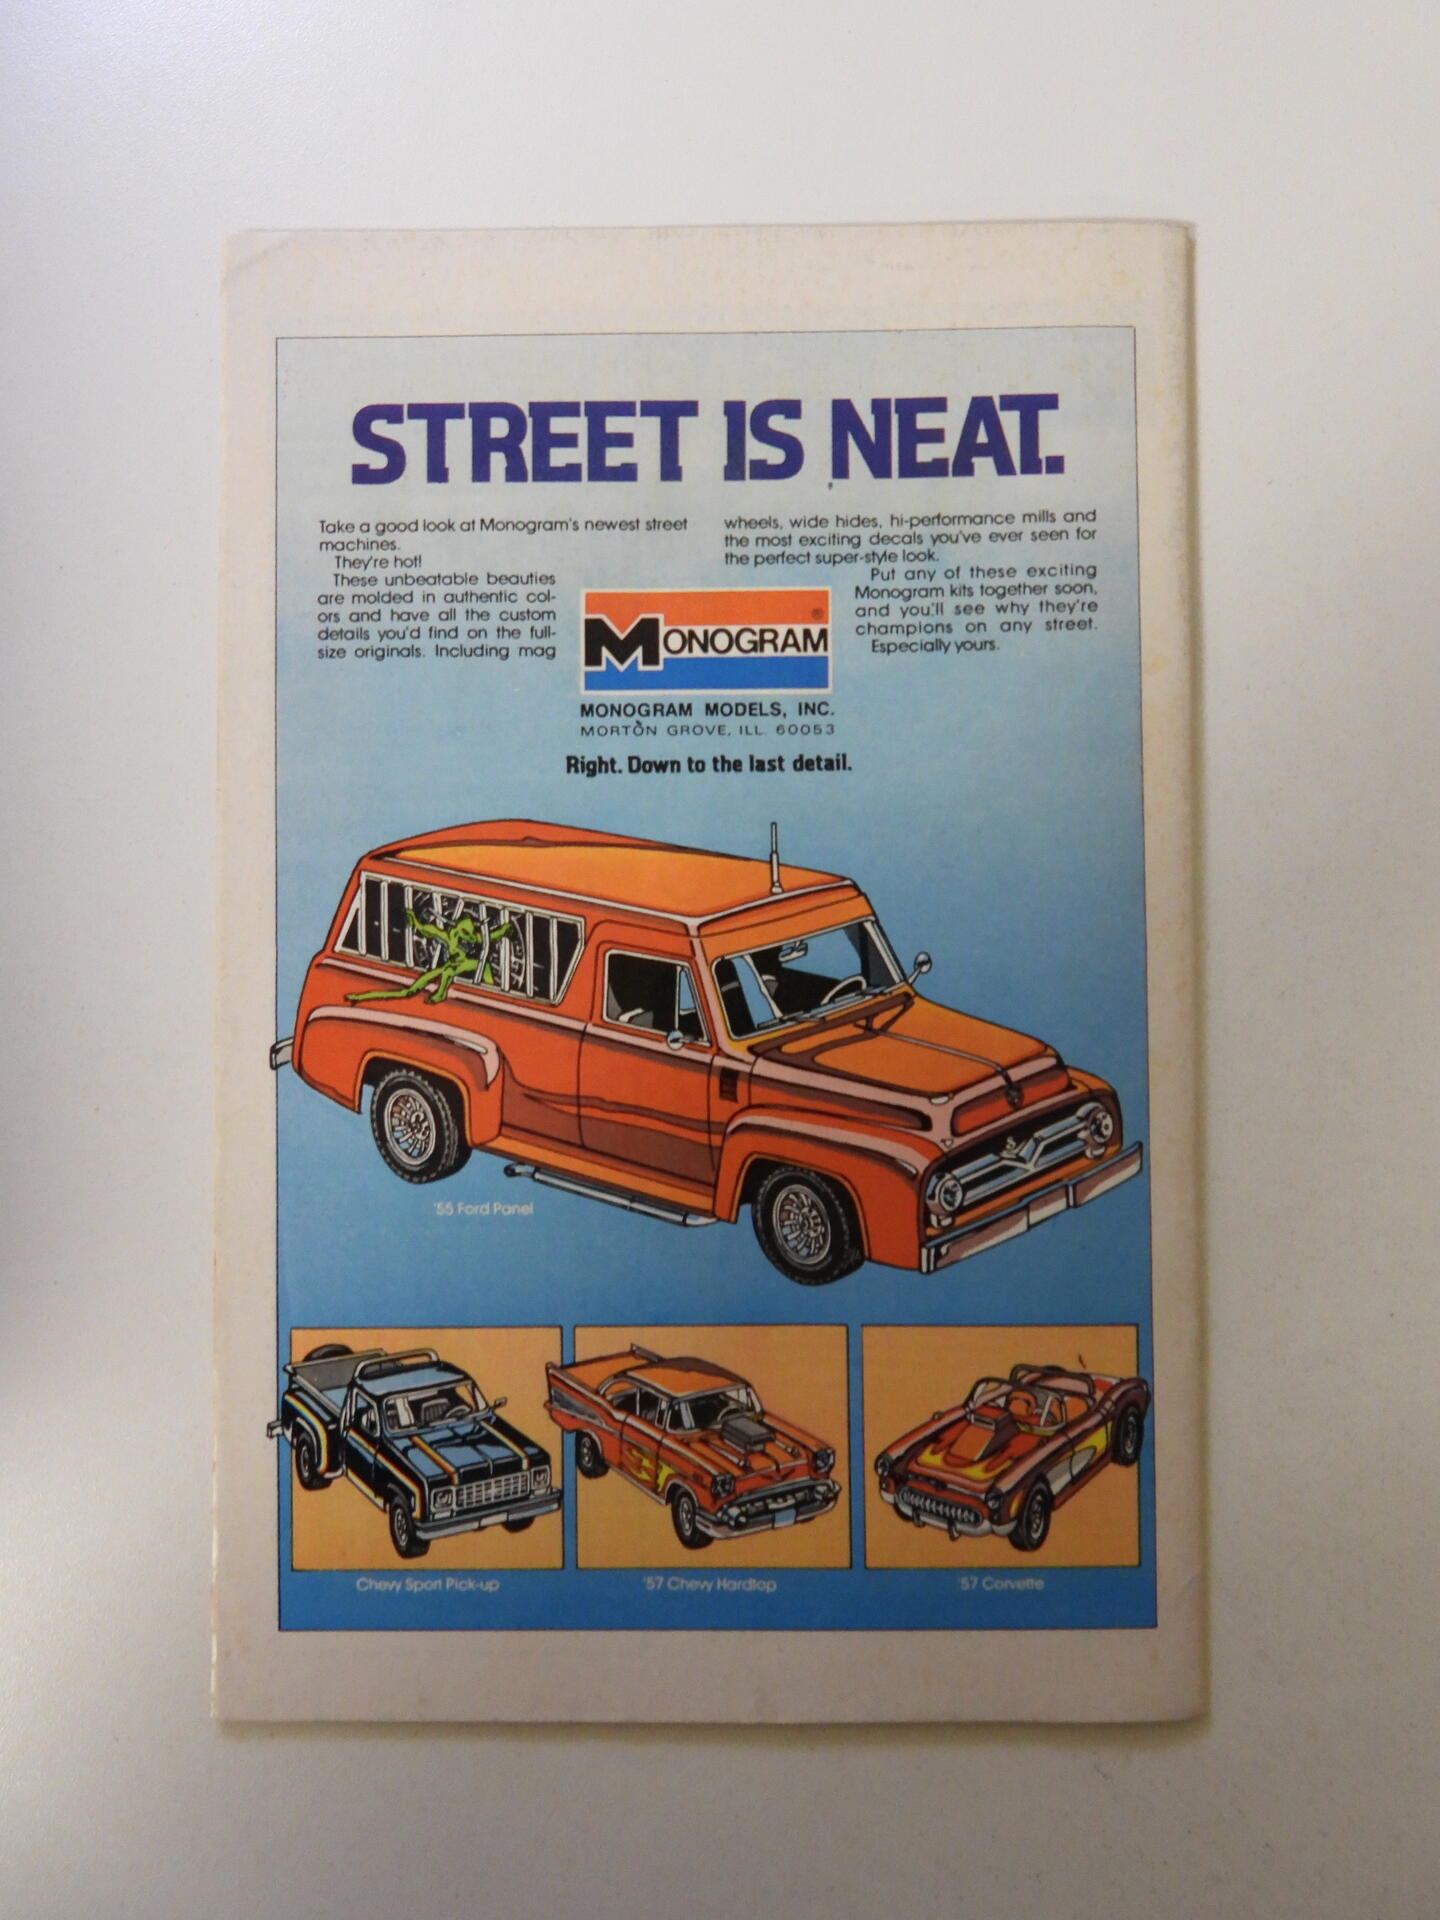 STREET IS NEAT.
Take a good look at Monogram's newest street
machines.
They're hot!
These unbeatable beauties
are molded in authentic col-
ors and have all the custom
details you'd find on the full-
size originals. Including mag
wheels, wide hides, hi-performance mills and
the most exciting decals you've ever seen for
the perfect super-style look.
Put any of these exciting
Monogram kits together soon,
and you'll see why they're
champions on any street.
Especially yours.
MONOGRAM ®
MONOGRAM MODELS, INC.
MORTON GROVE, ILL. 60053
Right. Down to the last detail.
'55 Ford Panel
Chevy Sport Pick-up
'57 Chevy Hardtop
'57 Corvette